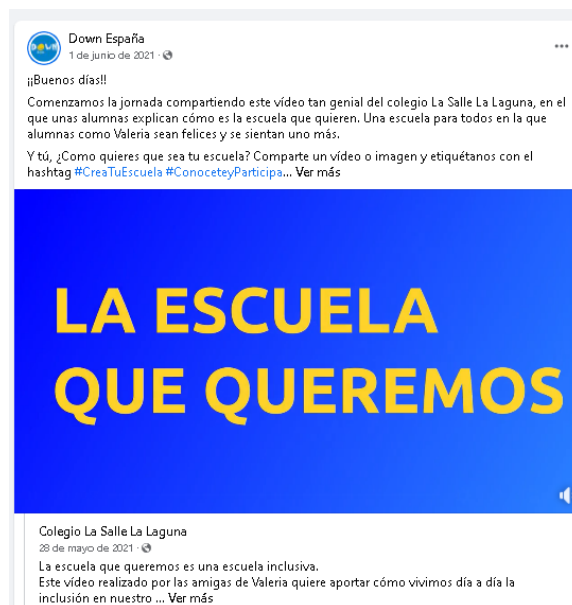 Down España
1 de junio de 2021 ·
¡¡Buenos días!!
Comenzamos la jornada compartiendo este vídeo tan genial del colegio La Salle La Laguna, en el
que unas alumnas explican cómo es la escuela que quieren. Una escuela para todos en la que
alumnas como Valeria sean felices y se sientan uno más.
Y tú, ¿Como quieres que sea tu escuela? Comparte un vídeo o imagen y etiquétanos con el
hashtag #CreaTuEscuela #ConoceteyParticipa... Ver más
LA ESCUELA
QUE QUEREMOS
Colegio La Salle La Laguna
28 de mayo de 2021 ·
La escuela que queremos es una escuela inclusiva.
Este vídeo realizado por las amigas de Valeria quiere aportar cómo vivimos día a día la
inclusión en nuestro ... Ver más